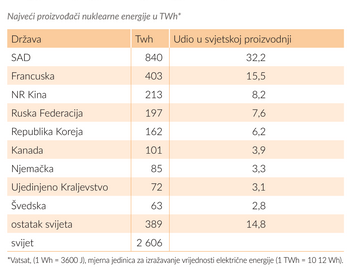 Najveći proizvođači nuklearne energije u TWh*
Država Twh Udio u svjetskoj proizvodnji
SAD 840 32,2
Francuska 403 15,5
NR Kina 213 8,2
Ruska Federacija 197 7,6
Republika Koreja 162 6,2
Kanada 101 3,9
Njemačka 85 3,3
Ujedinjeno Kraljevstvo 72 3,1
Švedska 63 2,8
ostatak svijeta 389 14,8
svijet 2 606
*Vatsat, (1 Wh = 3600 J), mjerna jedinica za izražavanje vrijednosti električne energije (1 TWh = 10 12 Wh).